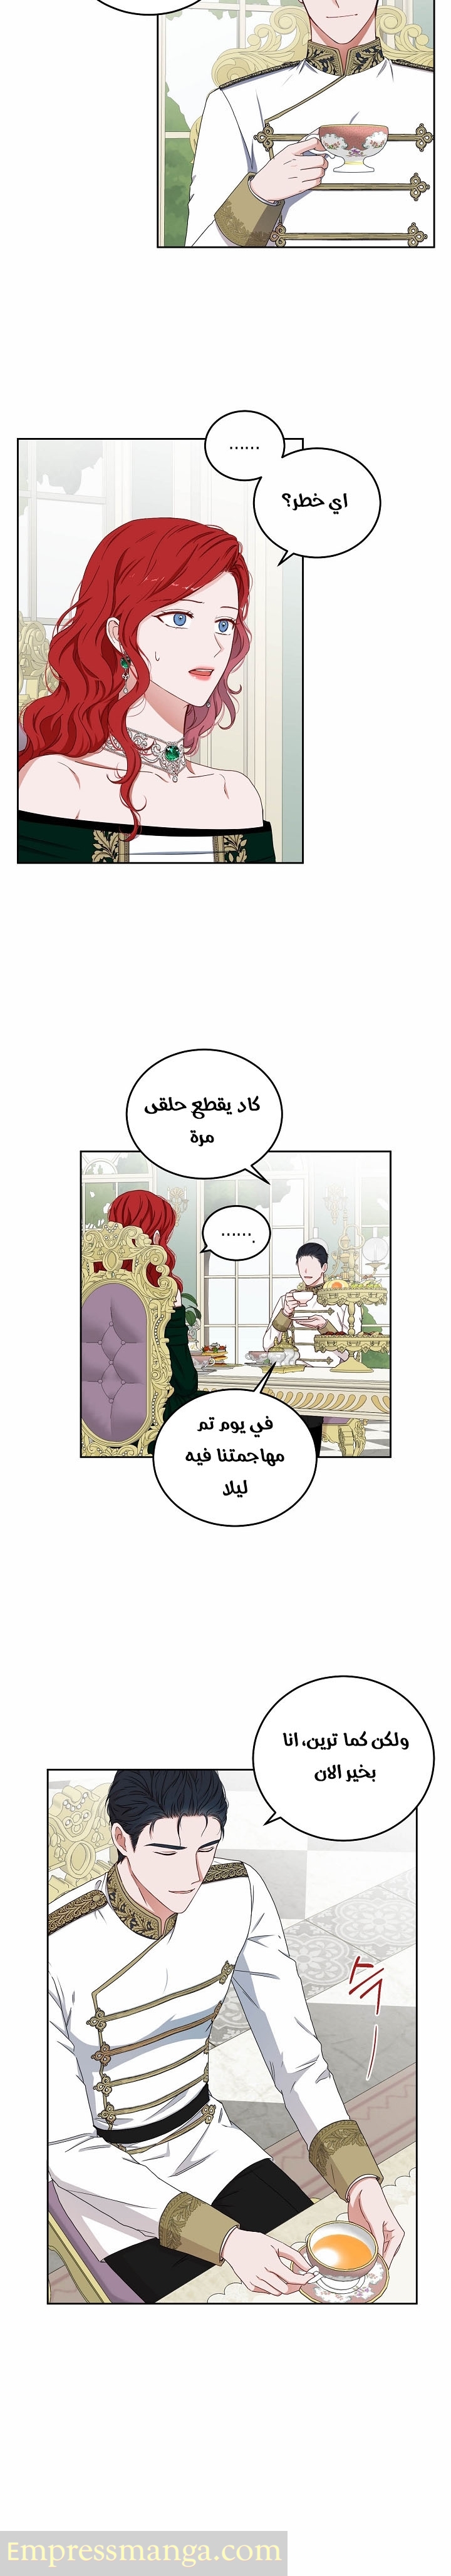 ......
اي خطر؟
كاد يقطع حلقى
مرة
.......
في يوم تم
مهاجمتنا فيه
ليلا
ولكن كما ترين، انا
بخير الان
탁
Empressmanga.com